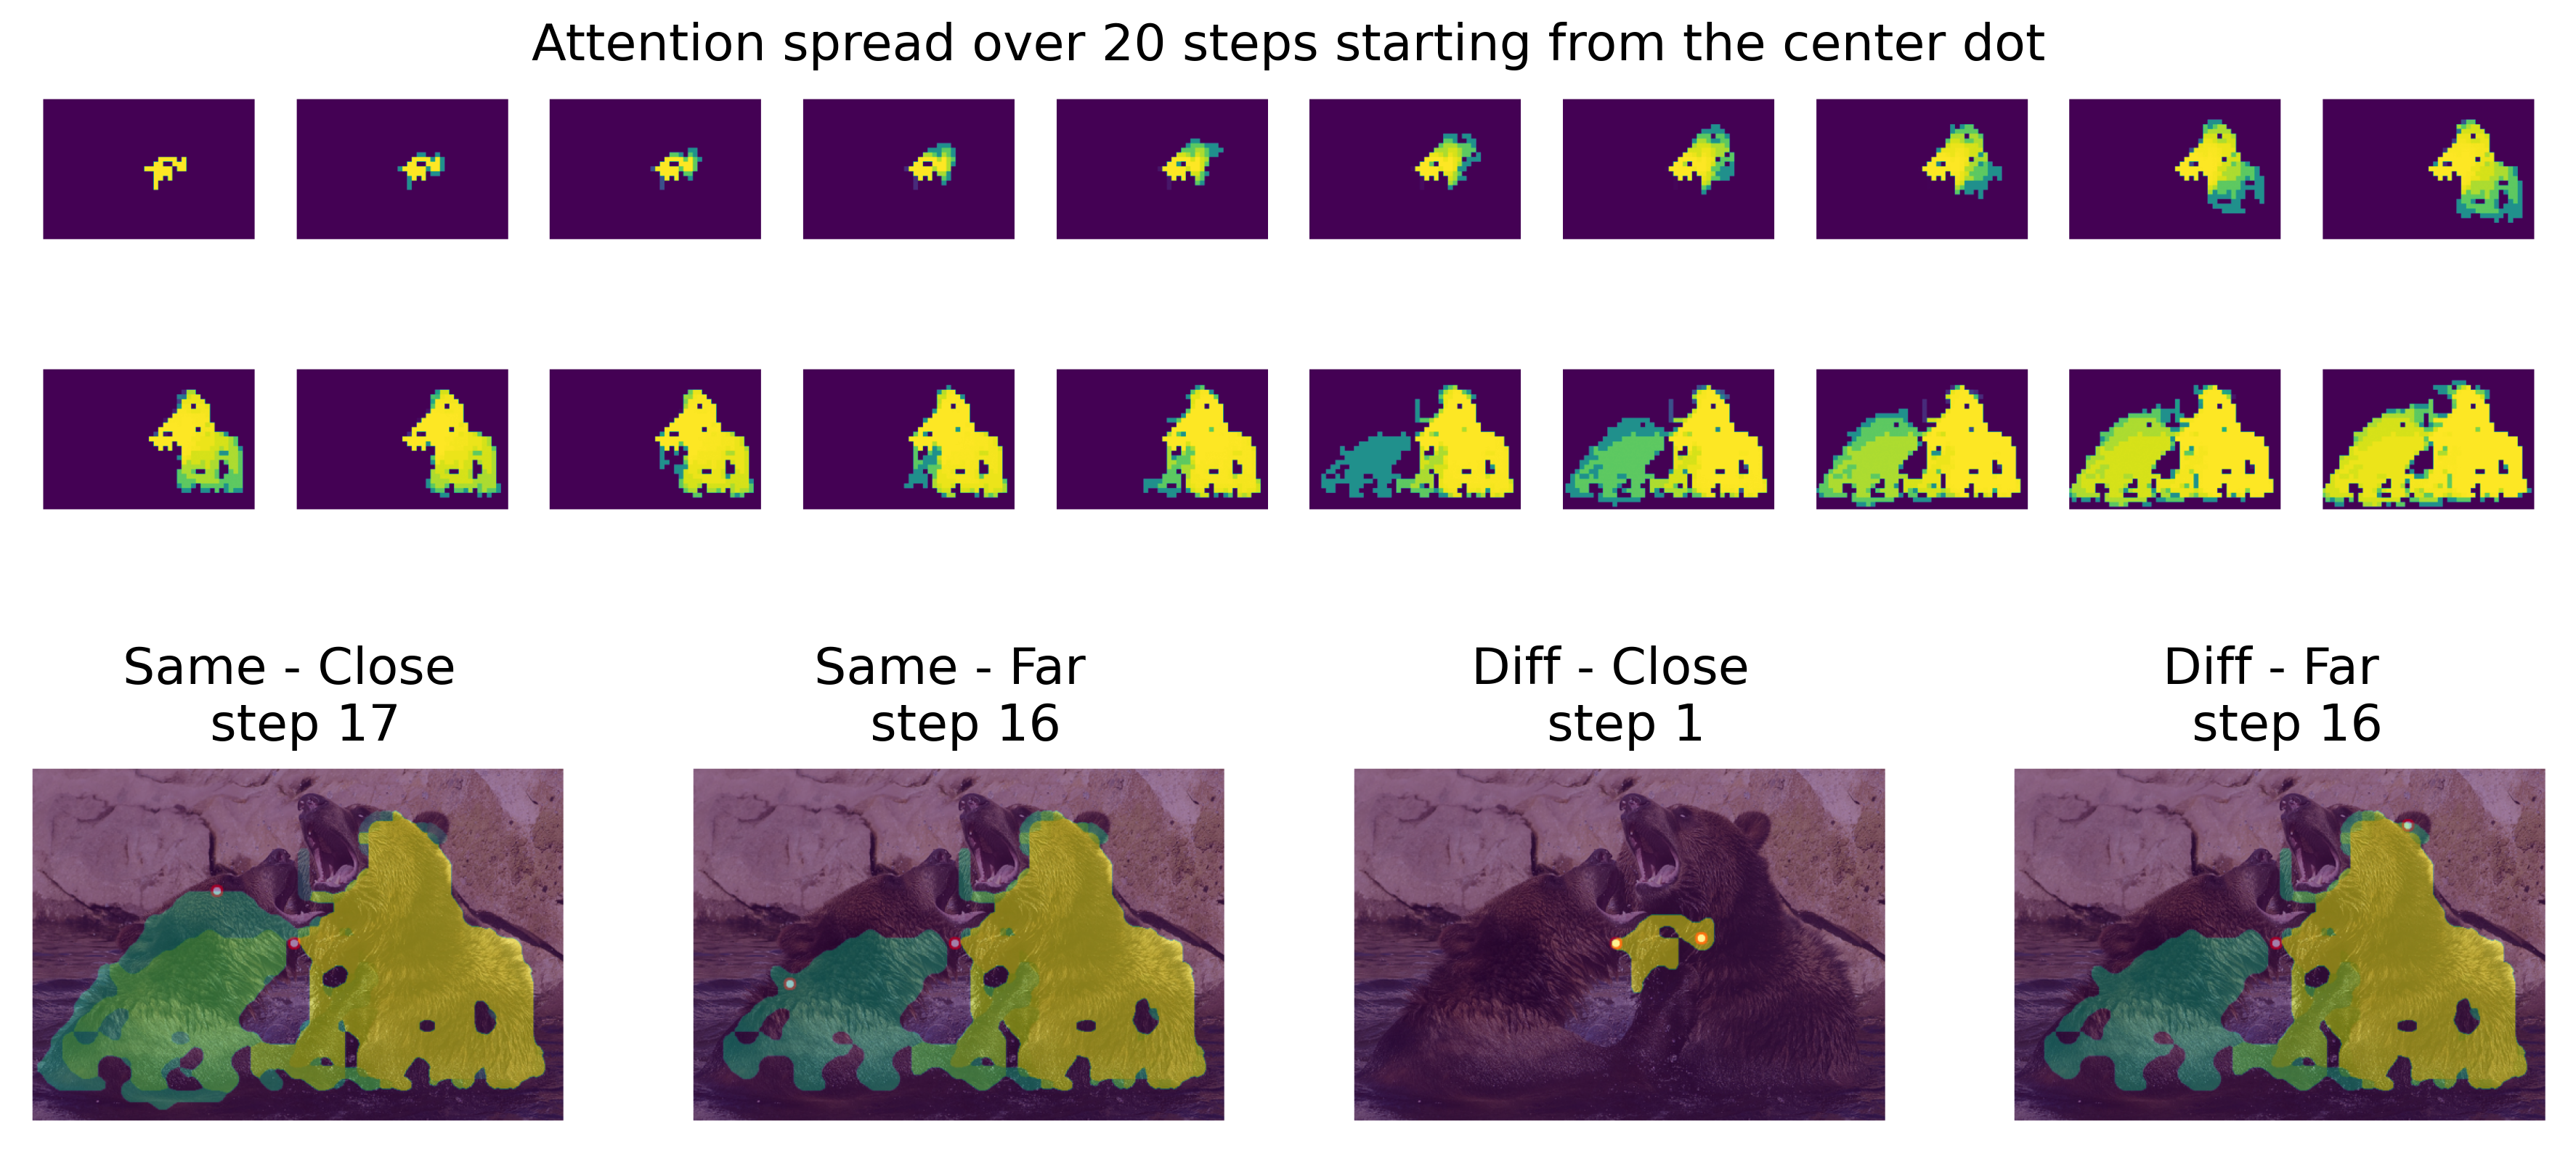 Attention spread over 20 steps starting from the center dot
Same - Close
step 17
Same - Far
step 16
Diff - Close
step 1
Diff - Far
step 16